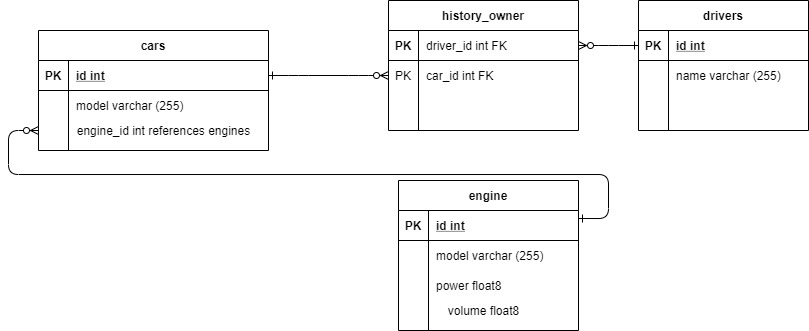 cars
PK id int
model varchar (255)
engine_id int references engines
history_owner
PK driver_id int FK
PK car_id int FK
drivers
PK id int
name varchar (255)
engine
PK id int
model varchar (255)
power float8
volume float8